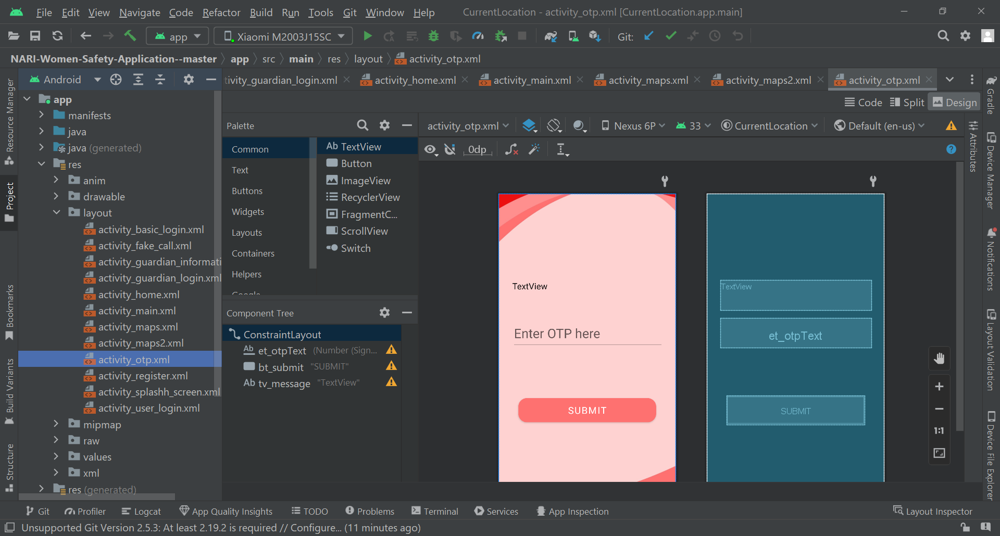 File Edit View Navigate Code Refactor Build Run Tools Git Window Help CurrentLocation - activity_otp.xml [CurrentLocation.app.main]
app Xiaomi M2003J15SC Git:
NARI-Women-Safety-Application--master app src main res layout activity_otp.xml
Android
tivity_guardian_login.xml activity_home.xml activity_main.xml activity_maps.xml activity_maps2.xml activity_otp.xml
Code Split Design
Resource Manager
Project
Bookmarks
Build Variants
Structure
app
manifests
java
java (generated)
res
anim
drawable
layout
activity_basic_login.xml
activity_fake_call.xml
activity_guardian_informati
activity_guardian_login.xml
activity_home.xml
activity_main.xml
activity_maps.xml
activity_maps2.xml
activity_otp.xml
activity_register.xml
activity_splashh_screen.xml
activity_user_login.xml
mipmap
raw
values
xml
res (generated)
Palette
Common
Text
Buttons
Widgets
Layouts
Containers
Helpers
Google
Ab TextView
Button
ImageView
RecyclerView
FragmentC...
ScrollView
Switch
Component Tree
ConstraintLayout
Ab et_otpText (Number (Sign...
bt_submit "SUBMIT"
Ab tv_message "TextView"
activity_otp.xml Nexus 6P 33 CurrentLocation Default (en-us)
0dp
TextView
Enter OTP here
SUBMIT
TextView
et_otpText
SUBMIT
1:1
Attributes
Gradle
Device Manager
Notifications
Layout Validation
Device File Explorer
Git Profiler Logcat App Quality Insights TODO Problems Terminal Services App Inspection Layout Inspector
Unsupported Git Version 2.5.3: At least 2.19.2 is required // Configure... (11 minutes ago)